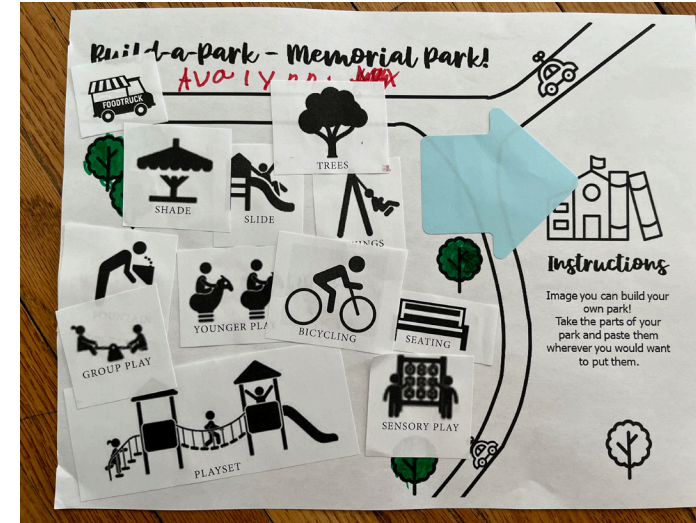 Build-a-Park - Memorial Park!
FOODTRUCK
TREES
SHADE
SLIDE
INGS
YOUNGER PLA
BICYCLING
SEATING
GROUP PLAY
SENSORY PLAY
PLAYSET
Instructions
Image you can build your
own park!
Take the parts of your
park and paste them
wherever you would want
to put them.